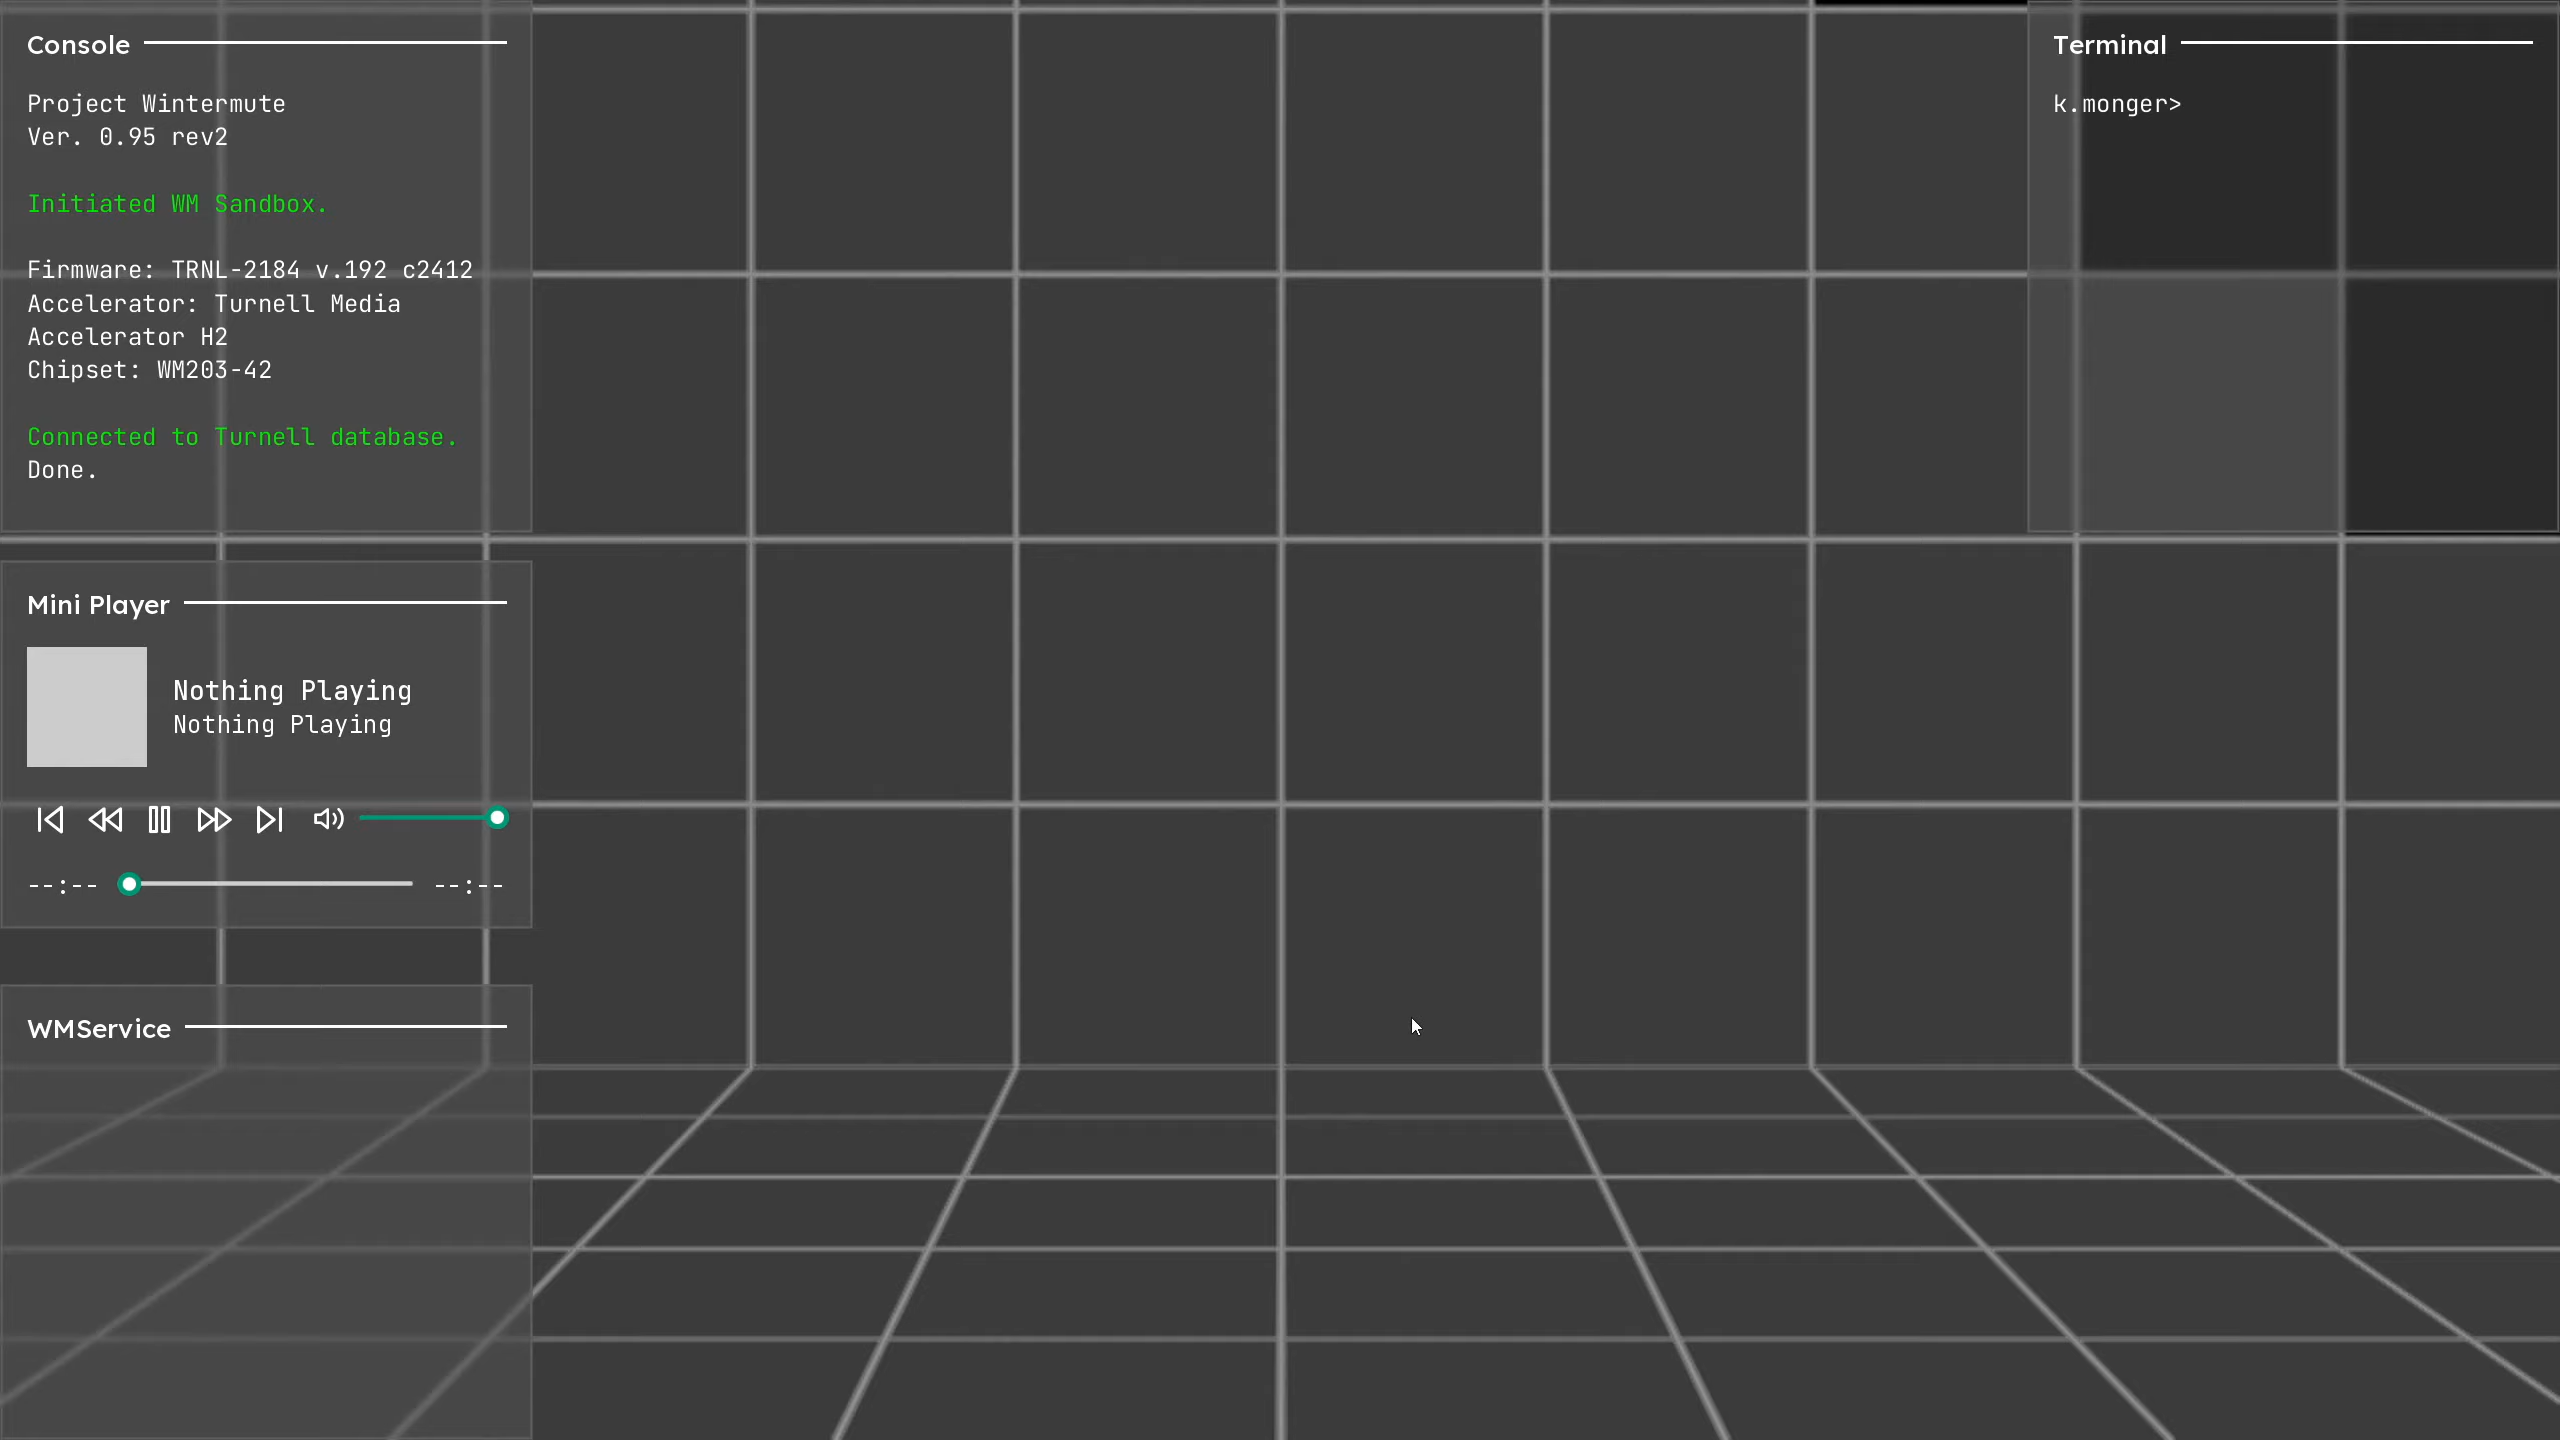 Console
Project Wintermute
Ver. 0.95 rev2
Initiated WM Sandbox.
Firmware: TRNL-2184 v.192 c2412
Accelerator: Turnell Media
Accelerator H2
Chipset: WM203-42
Connected to Turnell database.
Done.
Mini Player
Nothing Playing
Nothing Playing
--:-- --:--
WMService
Terminal
k.monger>